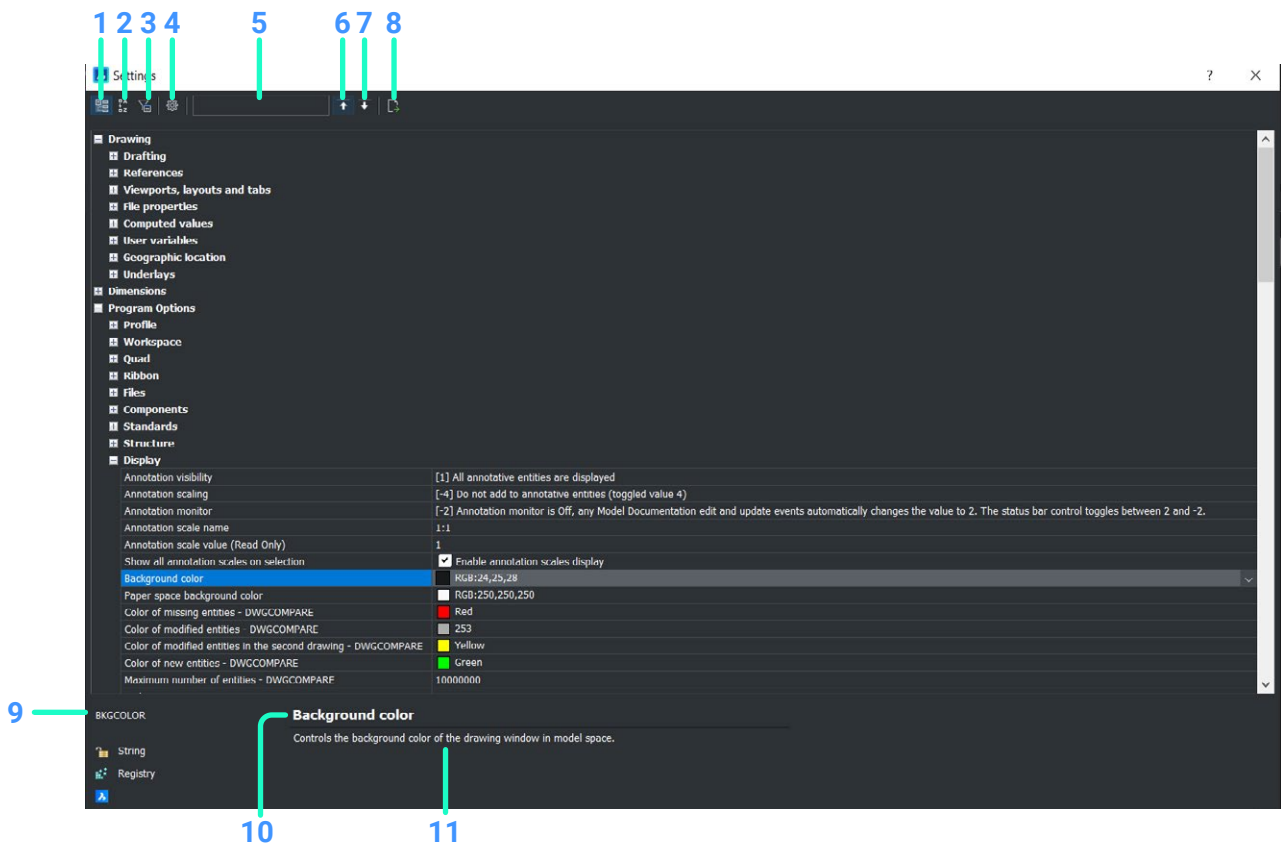 1 2 3 4 5 6 7 8
Settings ?
Drawing
Drafting
References
Viewports, layouts and tabs
File properties
Computed values
User variables
Geographic location
Underlays
Dimensions
Program Options
Profile
Workspace
Quad
Ribbon
Files
Components
Standards
Structure
Display
Annotation visibility [1] All annotative entities are displayed
Annotation scaling [-4] Do not add to annotative entities (toggled value 4)
Annotation monitor [-2] Annotation monitor is Off, any Model Documentation edit and update events automatically changes the value to 2. The status bar control toggles between 2 and -2.
Annotation scale name 1:1
Annotation scale value (Read Only) 1
Show all annotation scales on selection Enable annotation scales display
Background color RGB:24,25,28
Paper space background color RGB:250,250,250
Color of missing entities - DWGCOMPARE Red
Color of modified entities - DWGCOMPARE 253
Color of modified entities in the second drawing - DWGCOMPARE Yellow
Color of new entities - DWGCOMPARE Green
Maximum number of entities - DWGCOMPARE 10000000
9 BKGCOLOR Background color
Controls the background color of the drawing window in model space.
String
Registry
10 11